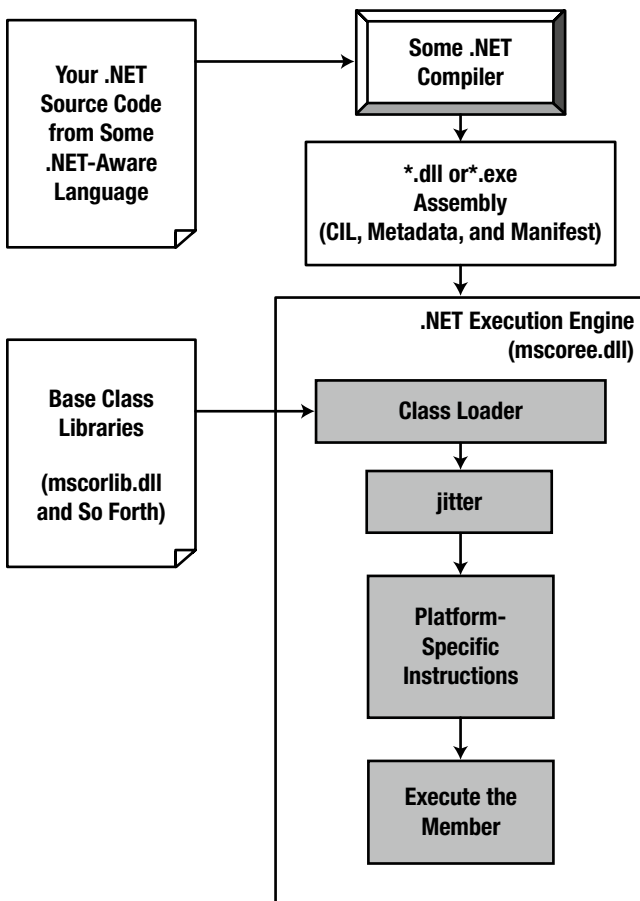 Your .NET
Source Code
from Some
.NET-Aware
Language
Some .NET
Compiler
*.dll or*.exe
Assembly
(CIL, Metadata, and Manifest)
.NET Execution Engine
(mscoree.dll)
Base Class
Libraries
(mscorlib.dll
and So Forth)
Class Loader
jitter
Platform-
Specific
Instructions
Execute the
Member